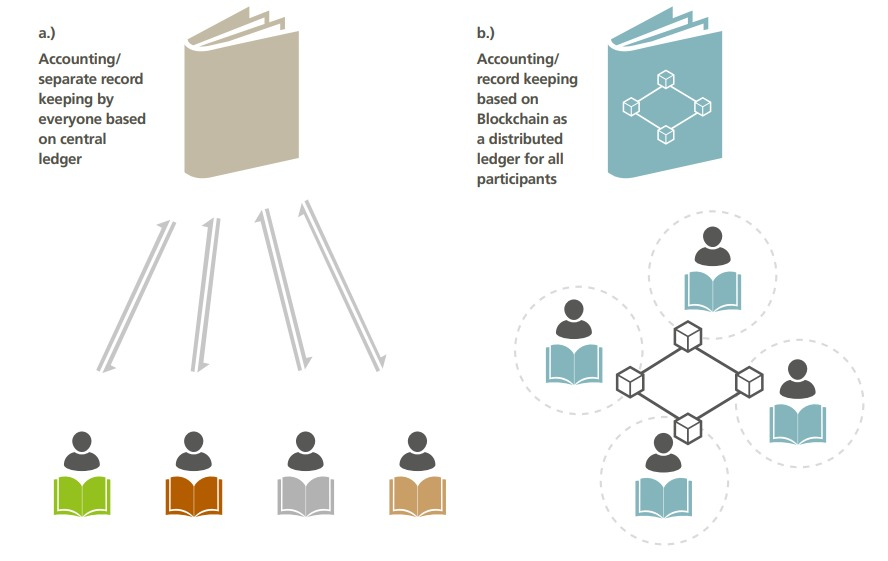 a.)
Accounting/
separate record
keeping by
everyone based
on central
ledger
b.)
Accounting/
record keeping
based on
Blockchain as
a distributed
ledger for all
participants